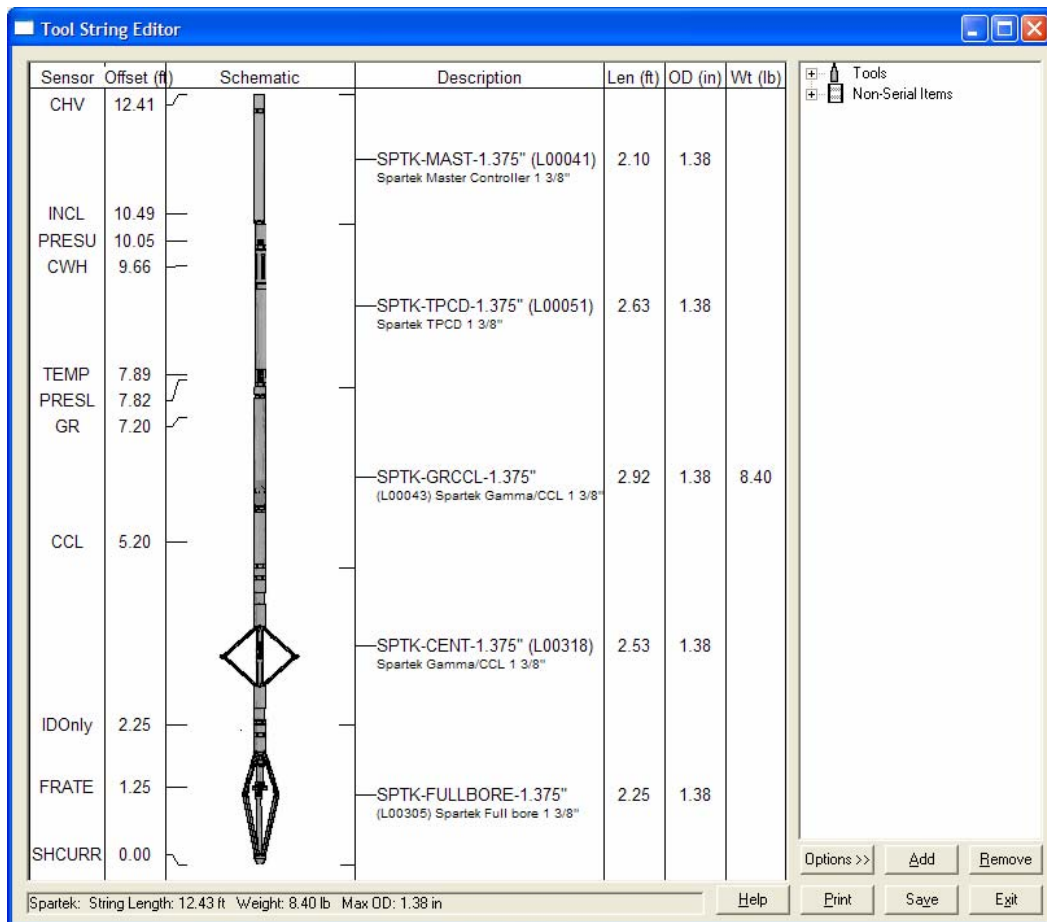 Tool String Editor
Sensor Offset (ft) Schematic Description Len (ft) OD (in) Wt (lb)
CHV 12.41
SPTK-MAST-1.375" (L00041) 2.10 1.38
Spartek Master Controller 1 3/8"
INCL 10.49
PRESU 10.05
CWH 9.66
SPTK-TPCD-1.375" (L00051) 2.63 1.38
Spartek TPCD 1 3/8"
TEMP 7.89
PRESL 7.82
GR 7.20
SPTK-GRCCL-1.375" 2.92 1.38 8.40
(L00043) Spartek Gamma/CCL 1 3/8"
CCL 5.20
SPTK-CENT-1.375" (L00318) 2.53 1.38
Spartek Gamma/CCL 1 3/8"
IDOnly 2.25
FRATE 1.25
SPTK-FULLBORE-1.375" 2.25 1.38
(L00305) Spartek Full bore 1 3/8"
SHCURR 0.00
Tools
Non-Serial Items
Options >> Add Remove
Spartek: String Length: 12.43 ft Weight: 8.40 lb Max OD: 1.38 in
Help Print Save Exit